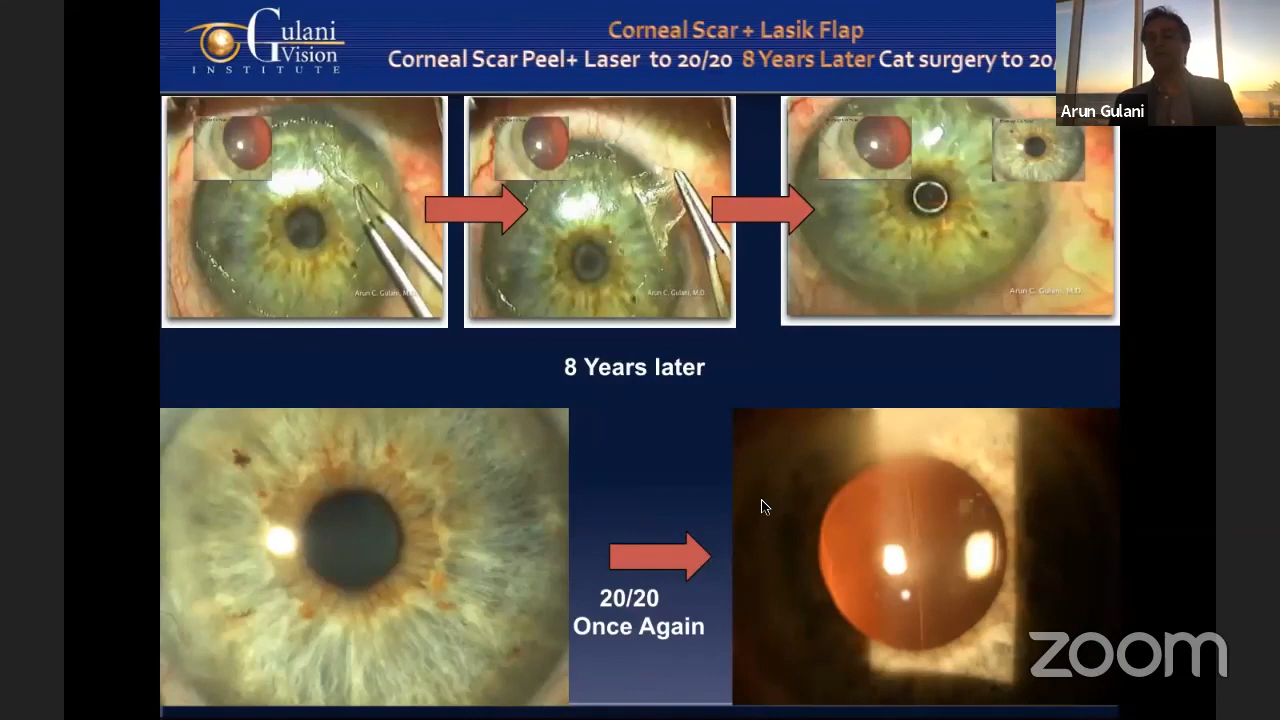 Gulani
Vision
INSTITUTE
Corneal Scar + Lasik Flap
Corneal Scar Peel+ Laser to 20/20 8 Years Later Cat surgery to 20/
Arun Gulani
Arun C. Gulani, M.D.
Arun C. Gulani, M.D.
Arun C. Gulani, M.D.
8 Years later
20/20
Once Again
zoom